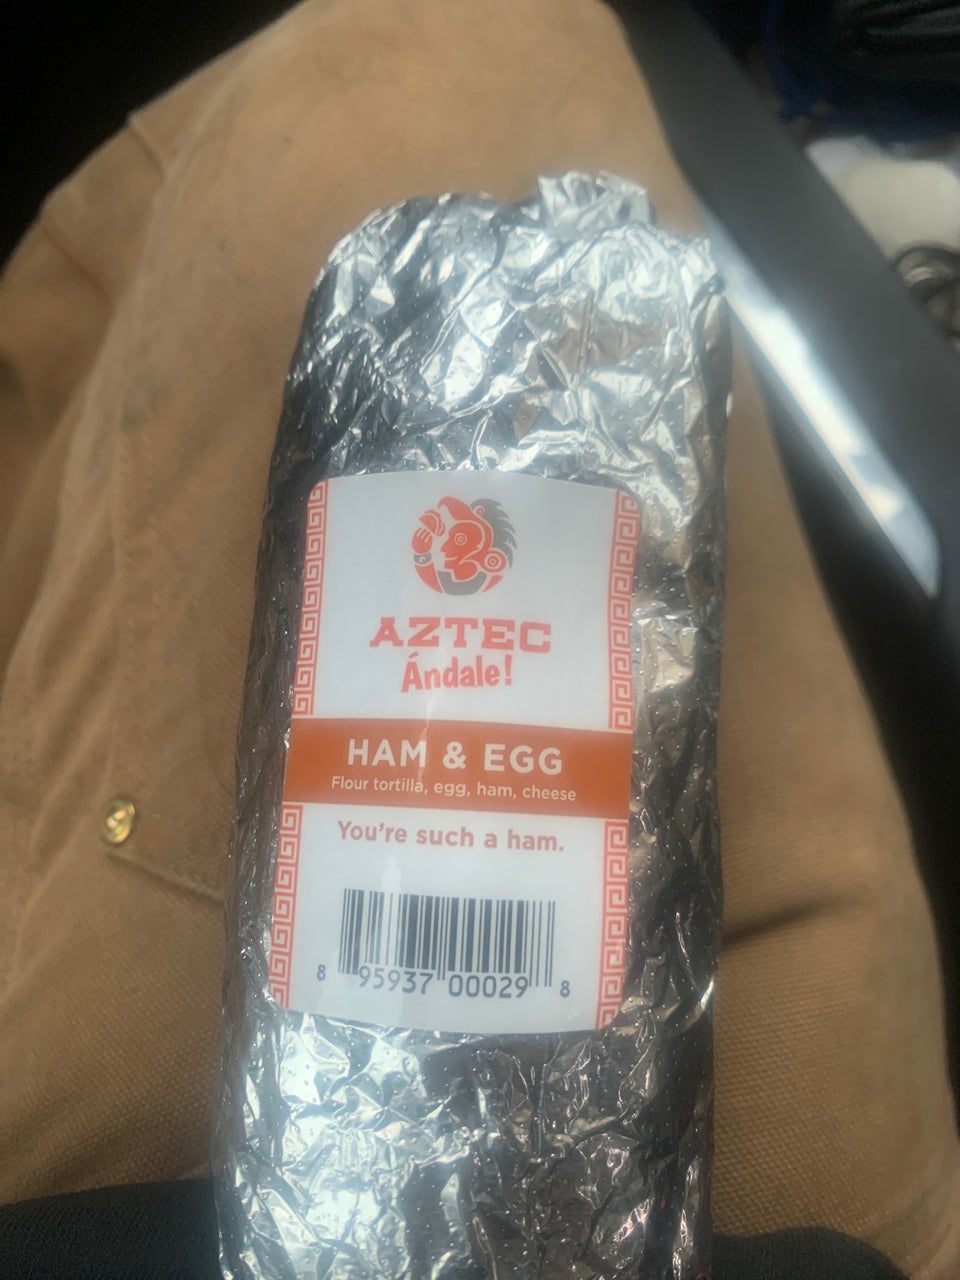 AZTEC
Ándale!
HAM & EGG
Flour tortilla, egg, ham, cheese
You're such a ham.
8 95937 00029 8